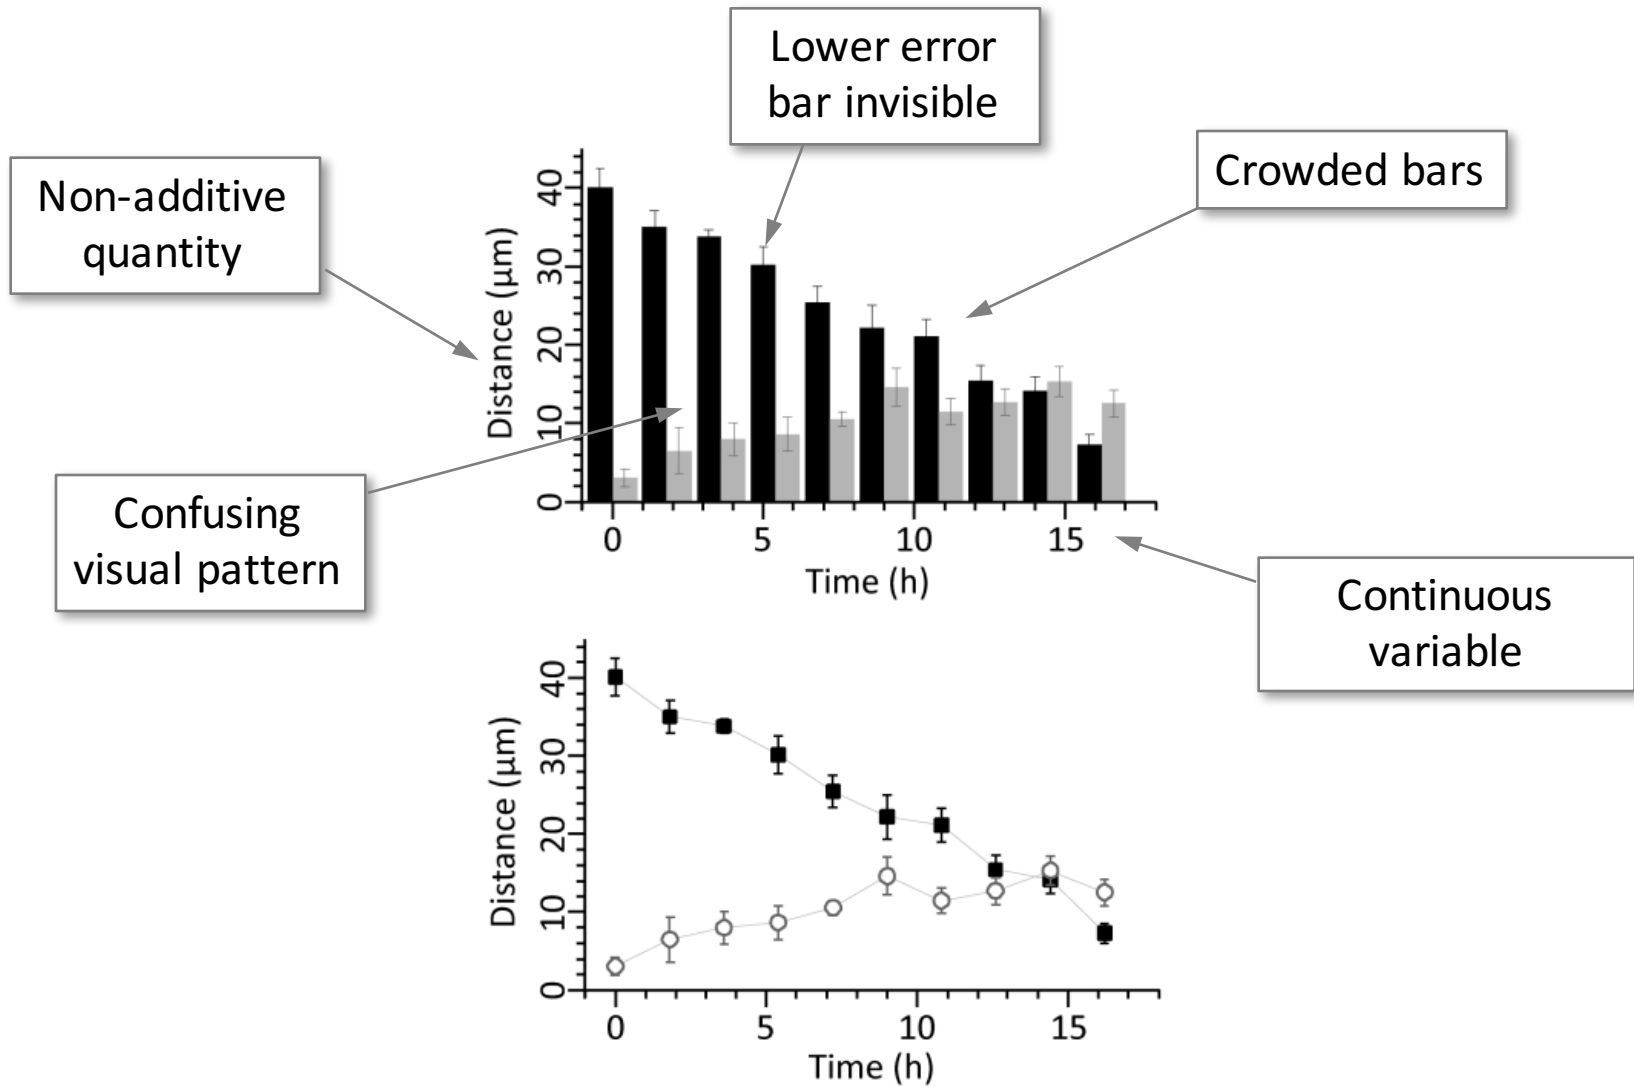 Lower error
bar invisible
Crowded bars
Non-additive
quantity
Confusing
visual pattern
Continuous
variable
Distance (µm)
40
30
20
10
0
0 5 10 15
Time (h)
Distance (µm)
40
30
20
10
0
0 5 10 15
Time (h)